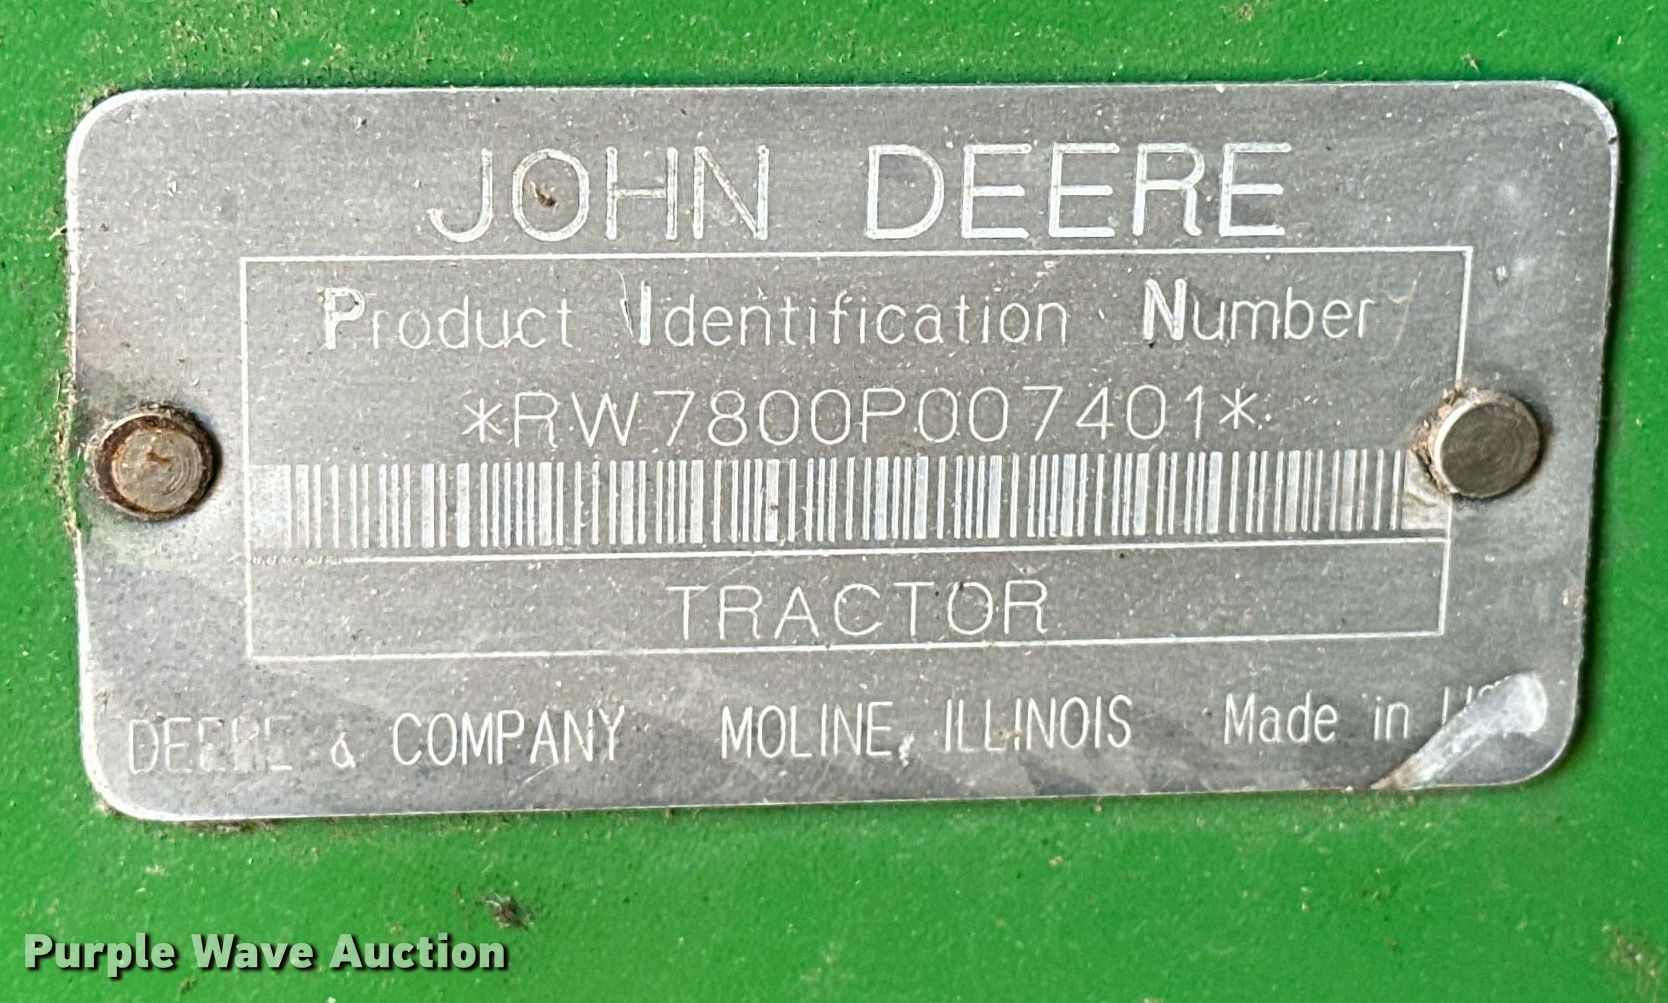 JOHN DEERE
Product Identification Number
*RW7800P007401*
TRACTOR
DEERE & COMPANY MOLINE, ILLINOIS Made in
Purple Wave Auction